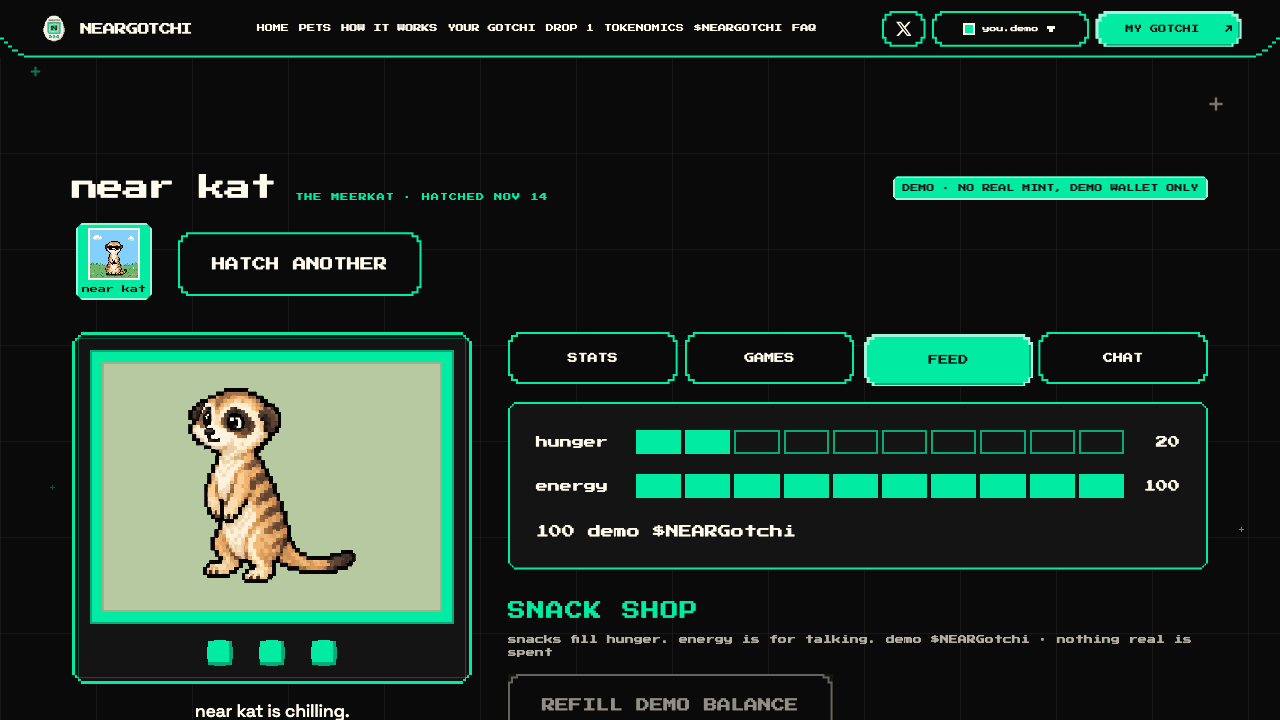 NEARGOTCHI
HOME PETS HOW IT WORKS YOUR GOTCHI DROP 1 TOKENOMICS $NEARGOTCHI FAQ
you.demo
MY GOTCHI
near kat
THE MEERKAT · HATCHED NOV 14
DEMO · NO REAL MINT, DEMO WALLET ONLY
near kat
HATCH ANOTHER
STATS
GAMES
FEED
CHAT
hunger 20
energy 100
100 demo $NEARGotchi
SNACK SHOP
snacks fill hunger. energy is for talking. demo $NEARGotchi · nothing real is
spent
REFILL DEMO BALANCE
near kat is chilling.